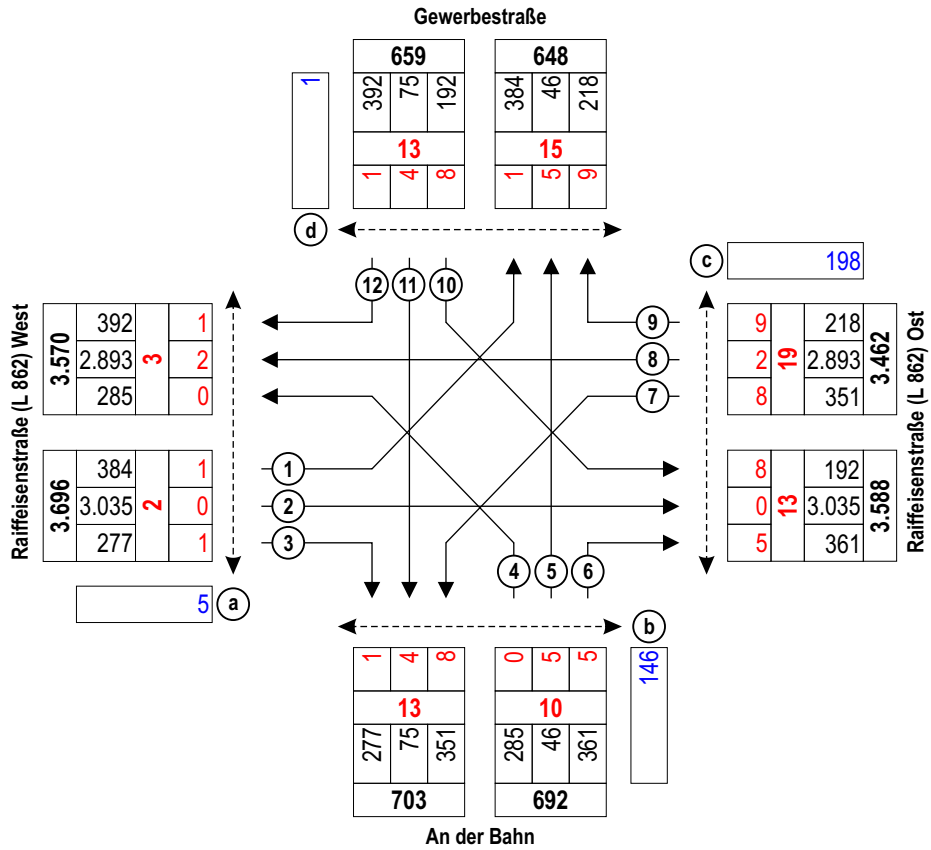 Gewerbestraße
659
648
392 75 192
384 46 218
1
13
15
1 4 8
1 5 9
d
c
198
12 11 10
Raiffeisenstraße (L 862) West
3.570
392
2.893
285
3
1
2
0
9
8
7
9
2
8
19
218
2.893
351
3.462
Raiffeisenstraße (L 862) Ost
3.696
384
3.035
277
2
1
0
1
1
2
3
8
0
5
13
192
3.035
361
3.588
4 5 6
5
a
b
146
1 4 8
0 5 5
13
10
277 75 351
285 46 361
703
692
An der Bahn